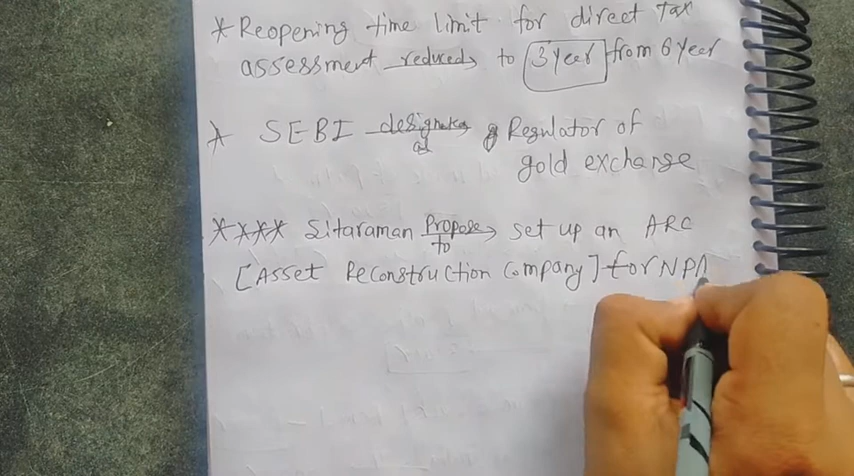 * Reopening time limit for direct tax
assessment reduced to 3 year from 6 year
* SEBI designates as Regulator of
gold exchange
**** Sitaraman Propose to set up an ARC
[Asset Reconstruction Company] for NPA